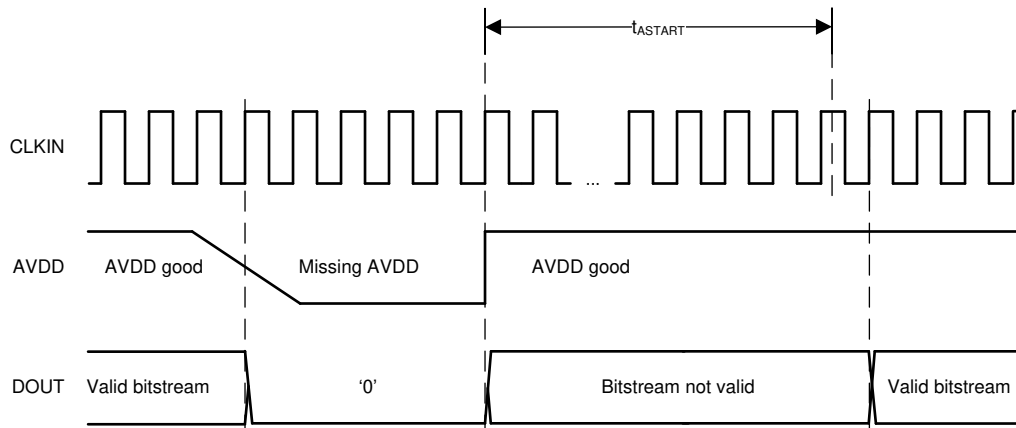 tASTART
CLKIN
...
AVDD AVDD good Missing AVDD AVDD good
DOUT Valid bitstream ‘0’ Bitstream not valid Valid bitstream